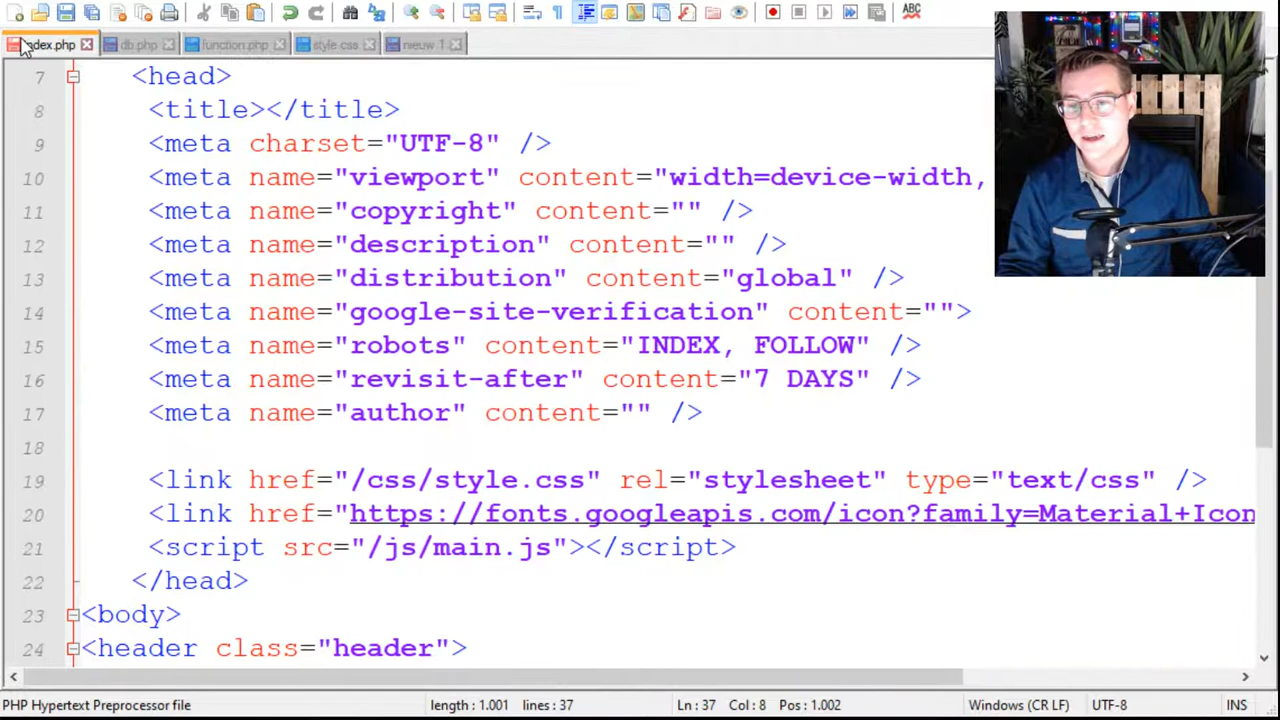 index.php db.php function.php style.css nieuw 1
7 <head>
8 <title></title>
9 <meta charset="UTF-8" />
10 <meta name="viewport" content="width=device-width,
11 <meta name="copyright" content="" />
12 <meta name="description" content="" />
13 <meta name="distribution" content="global" />
14 <meta name="google-site-verification" content="">
15 <meta name="robots" content="INDEX, FOLLOW" />
16 <meta name="revisit-after" content="7 DAYS" />
17 <meta name="author" content="" />
18
19 <link href="/css/style.css" rel="stylesheet" type="text/css" />
20 <link href="https://fonts.googleapis.com/icon?family=Material+Icon
21 <script src="/js/main.js"></script>
22 </head>
23 <body>
24 <header class="header">
PHP Hypertext Preprocessor file length : 1.001 lines : 37 Ln : 37 Col : 8 Pos : 1.002 Windows (CR LF) UTF-8 INS